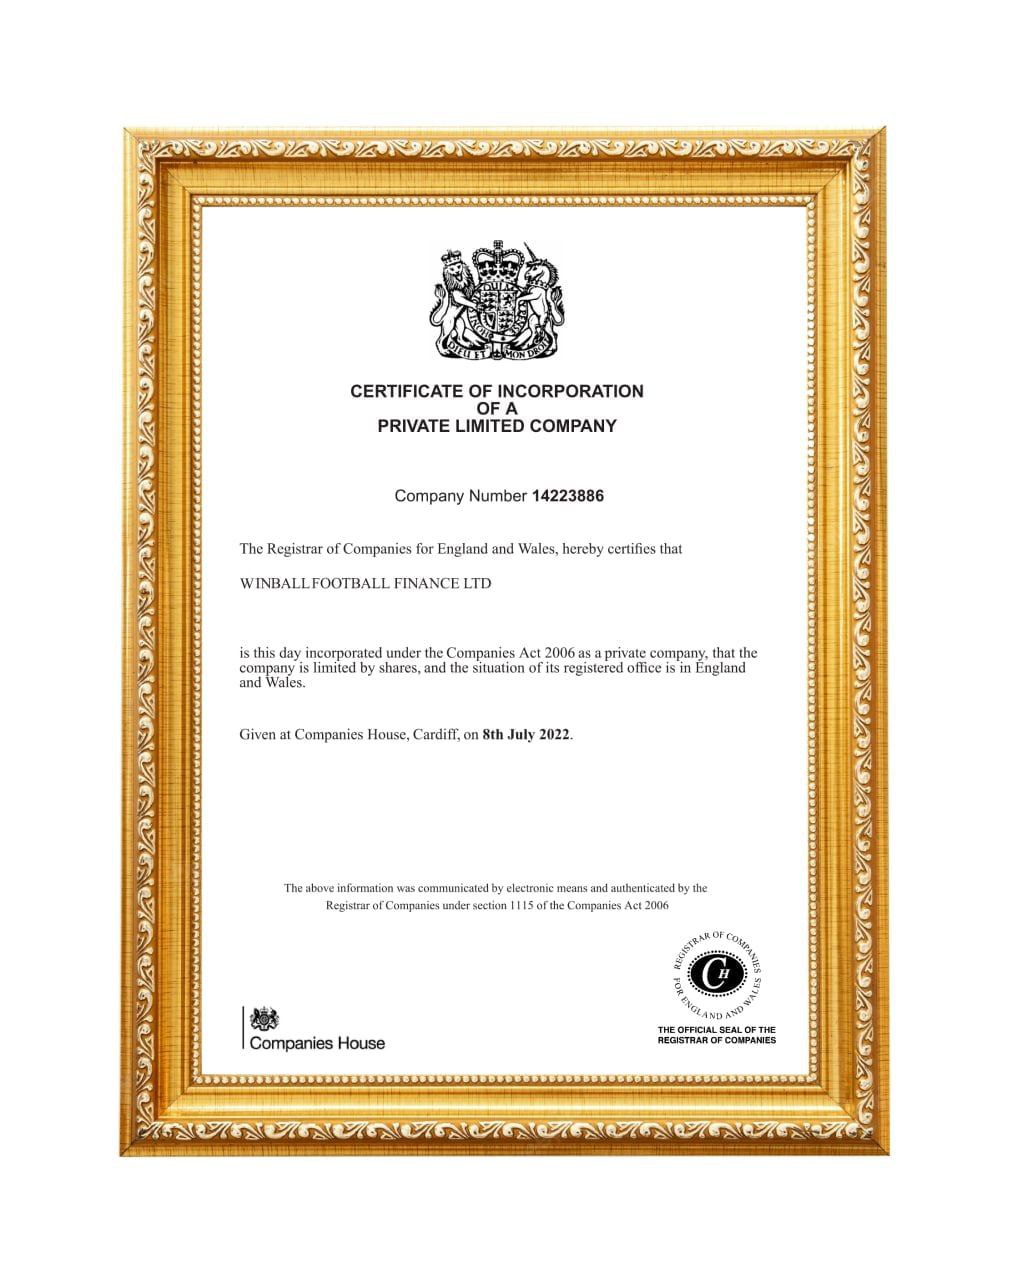 DIEU ET MON DROIT
CERTIFICATE OF INCORPORATION
OF A
PRIVATE LIMITED COMPANY
Company Number 14223886
The Registrar of Companies for England and Wales, hereby certifies that
WINBALL FOOTBALL FINANCE LTD
is this day incorporated under the Companies Act 2006 as a private company, that the
company is limited by shares, and the situation of its registered office is in England
and Wales.
Given at Companies House, Cardiff, on 8th July 2022.
The above information was communicated by electronic means and authenticated by the
Registrar of Companies under section 1115 of the Companies Act 2006
REGISTRAR OF COMPANIES
FOR ENGLAND AND WALES
CH
THE OFFICIAL SEAL OF THE
REGISTRAR OF COMPANIES
Companies House